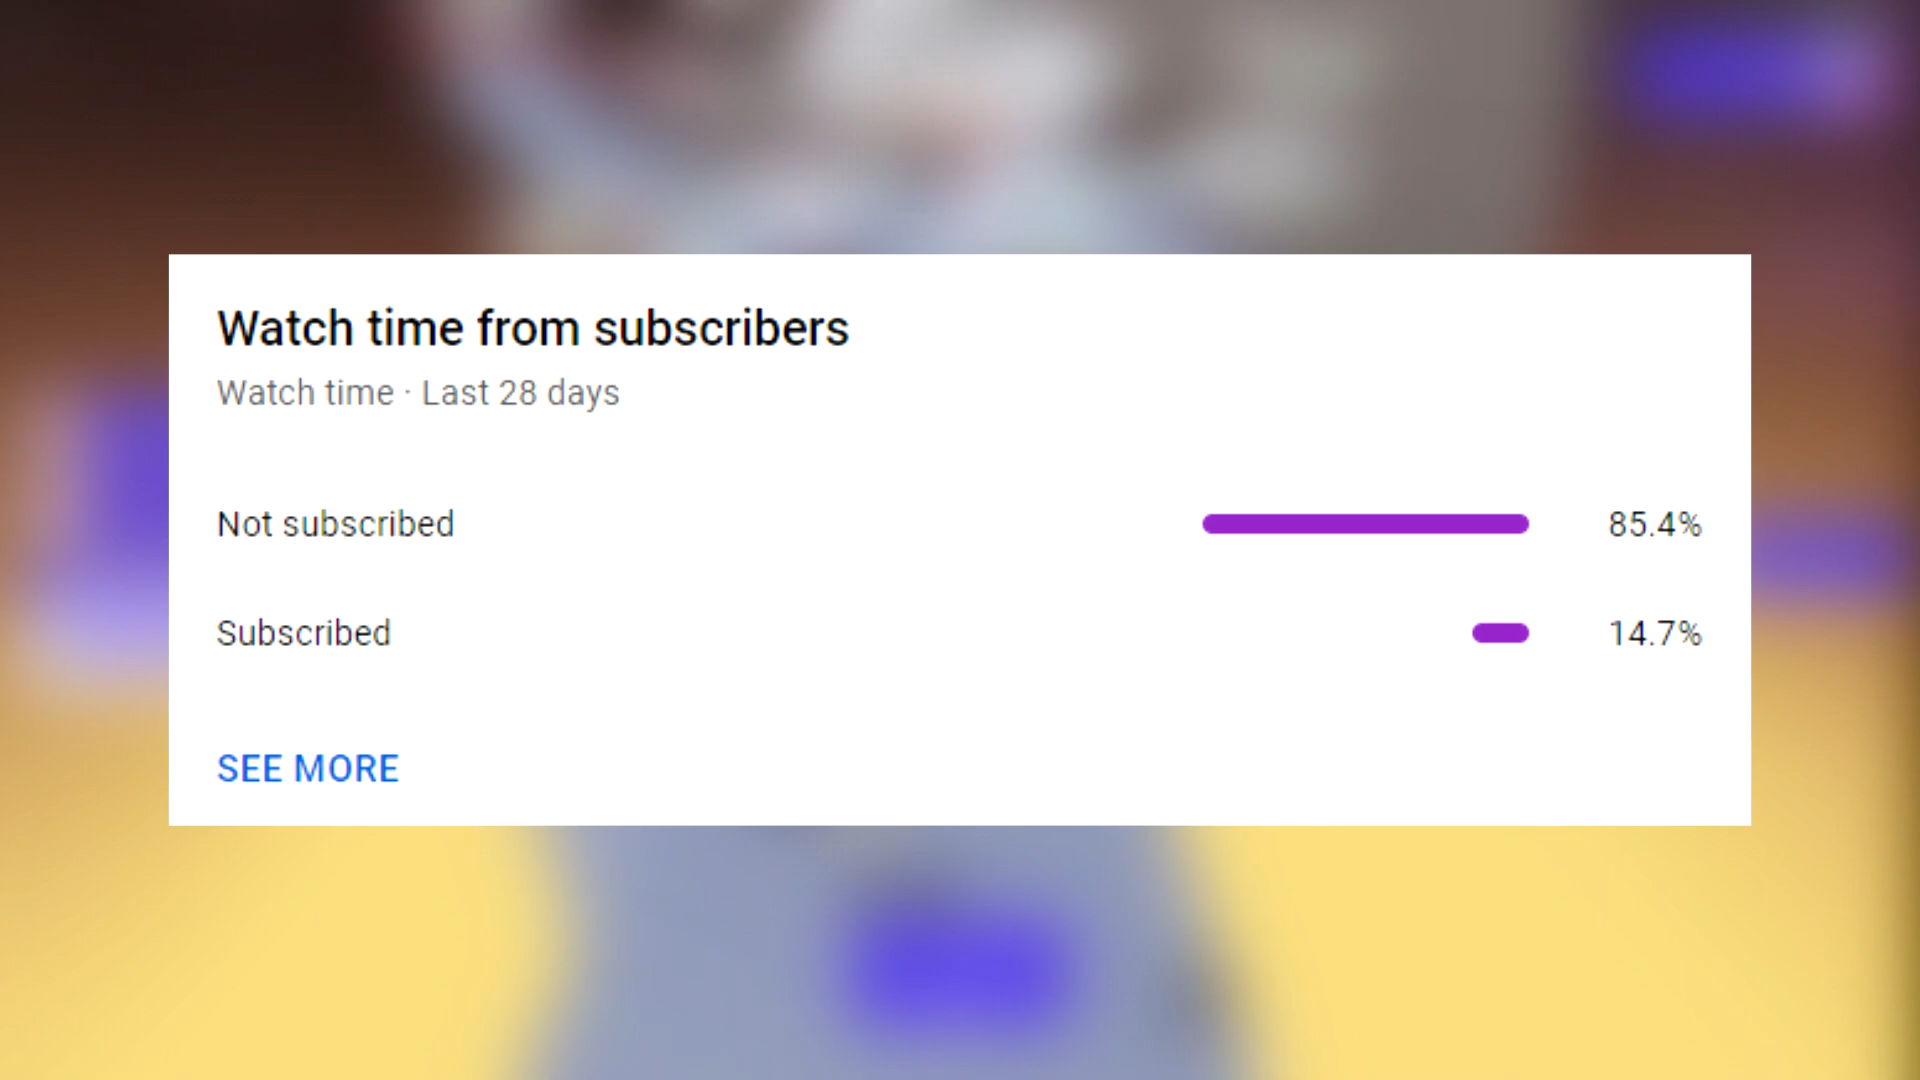 Watch time from subscribers
Watch time · Last 28 days
Not subscribed 85.4%
Subscribed 14.7%
SEE MORE